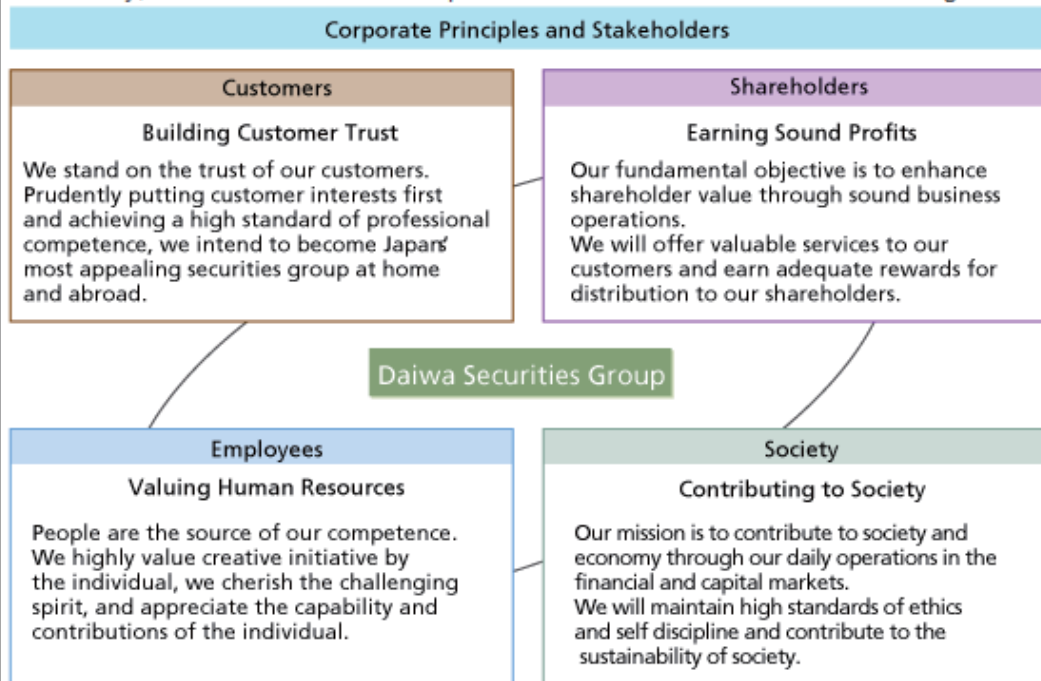 Corporate Principles and Stakeholders
Customers
Building Customer Trust
We stand on the trust of our customers.
Prudently putting customer interests first
and achieving a high standard of professional
competence, we intend to become Japans'
most appealing securities group at home
and abroad.
Shareholders
Earning Sound Profits
Our fundamental objective is to enhance
shareholder value through sound business
operations.
We will offer valuable services to our
customers and earn adequate rewards for
distribution to our shareholders.
Daiwa Securities Group
Employees
Valuing Human Resources
People are the source of our competence.
We highly value creative initiative by
the individual, we cherish the challenging
spirit, and appreciate the capability and
contributions of the individual.
Society
Contributing to Society
Our mission is to contribute to society and
economy through our daily operations in the
financial and capital markets.
We will maintain high standards of ethics
and self discipline and contribute to the
sustainability of society.